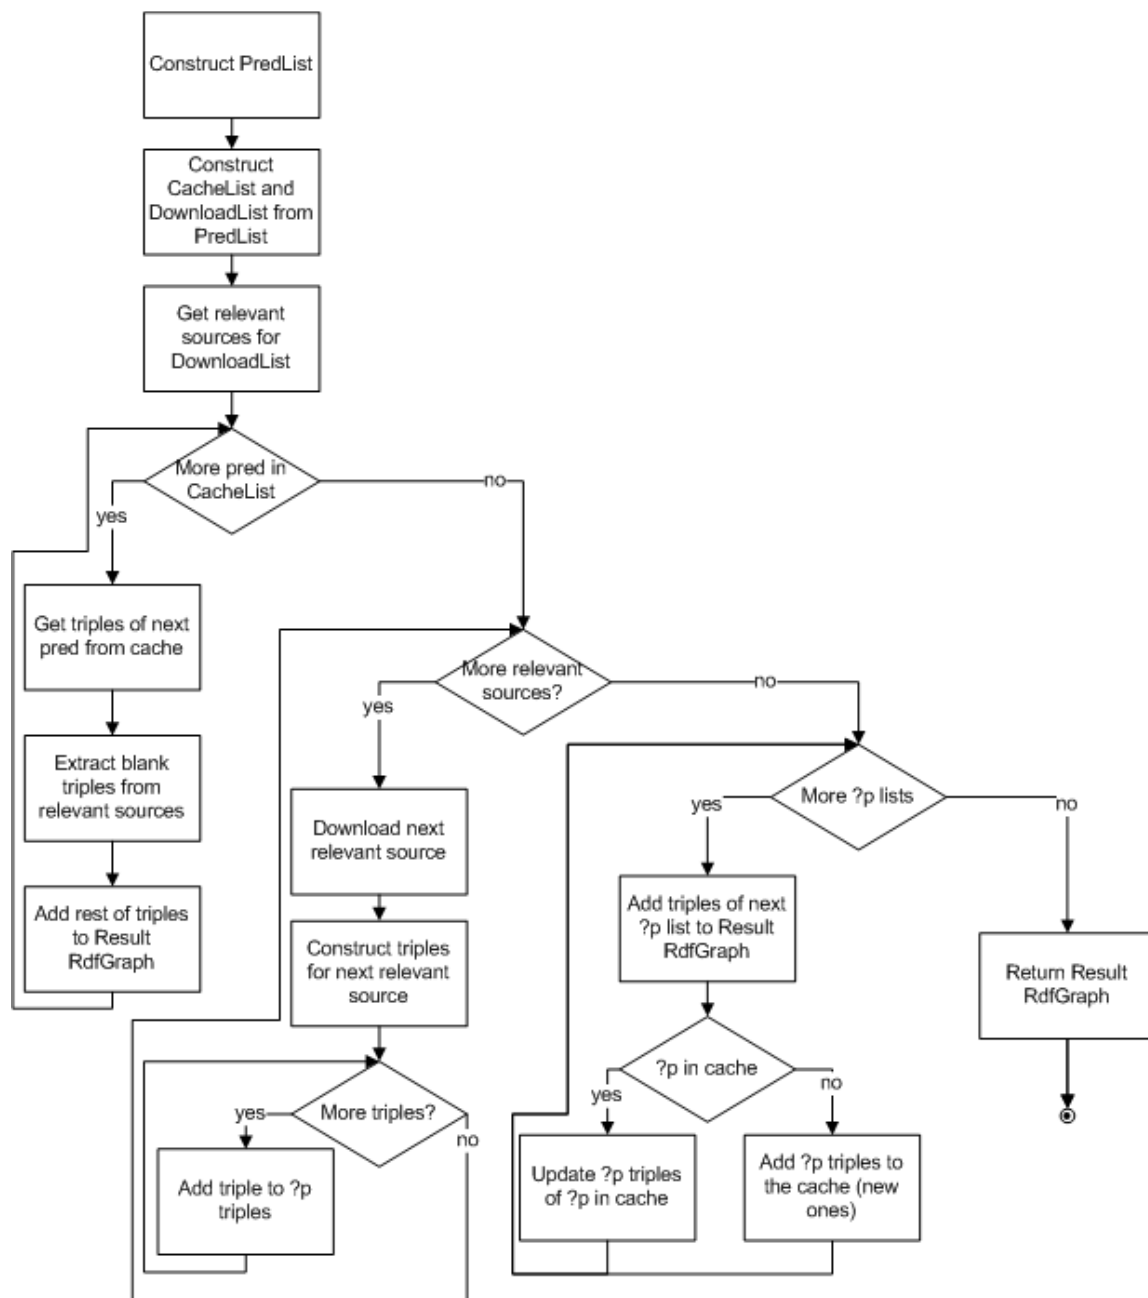 Construct PredList
Construct
CacheList and
DownloadList from
PredList
Get relevant
sources for
DownloadList
More pred in
CacheList
no
yes
Get triples of next
pred from cache
Extract blank
triples from
relevant sources
Add rest of triples
to Result
RdfGraph
More relevant
sources?
no
yes
Download next
relevant source
Construct triples
for next relevant
source
More triples?
yes
no
Add triple to ?p
triples
More ?p lists
yes
no
Add triples of next
?p list to Result
RdfGraph
?p in cache
yes
no
Update ?p triples
of ?p in cache
Add ?p triples to
the cache (new
ones)
Return Result
RdfGraph